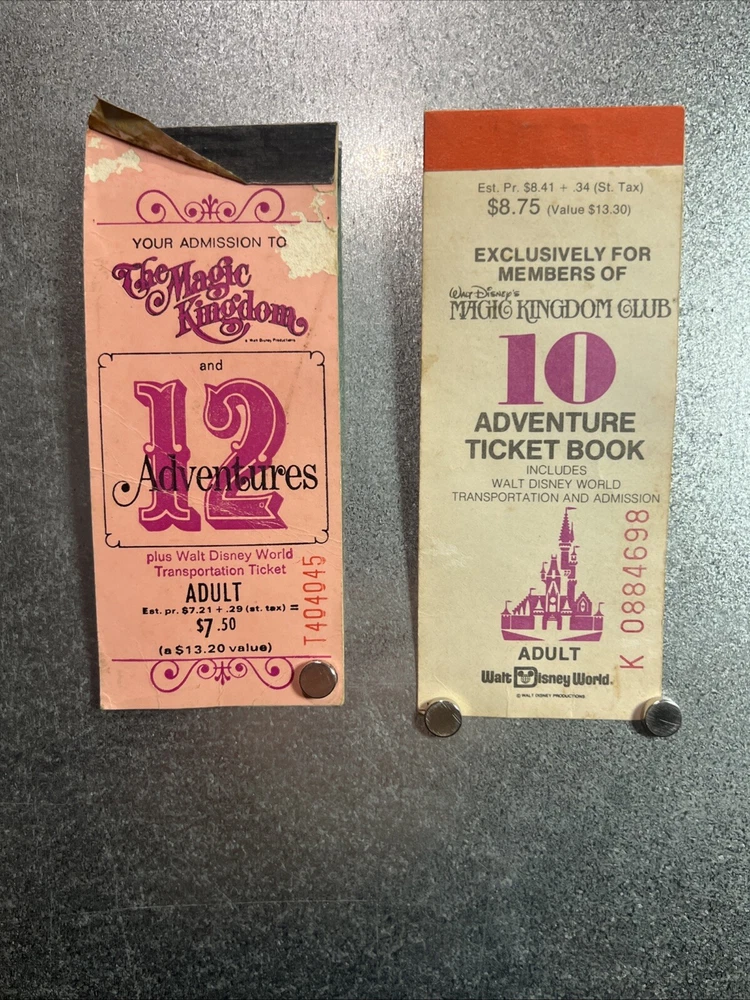 YOUR ADMISSION TO
The Magic
Kingdom
© Walt Disney Productions
and
12
Adventures
plus Walt Disney World
Transportation Ticket
ADULT
Est. pr. $7.21 + .29 (st. tax) =
$7.50
(a $13.20 value)
T404045
Est. Pr. $8.41 + .34 (St. Tax)
$8.75 (Value $13.30)
EXCLUSIVELY FOR
MEMBERS OF
Walt Disney's
MAGIC KINGDOM CLUB
10
ADVENTURE
TICKET BOOK
INCLUDES
WALT DISNEY WORLD
TRANSPORTATION AND ADMISSION
K 0884698
ADULT
Walt Disney World.
© WALT DISNEY PRODUCTIONS